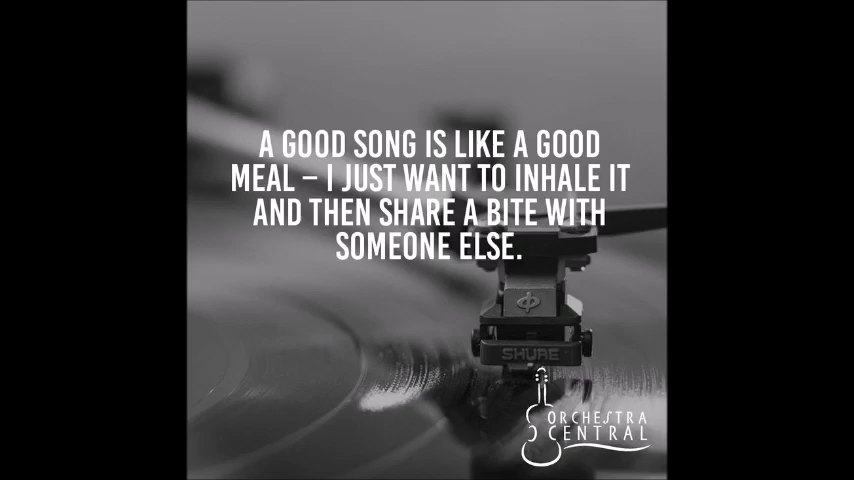 A GOOD SONG IS LIKE A GOOD
MEAL – I JUST WANT TO INHALE IT
AND THEN SHARE A BITE WITH
SOMEONE ELSE.
SHURE
ORCHESTRA
CENTRAL